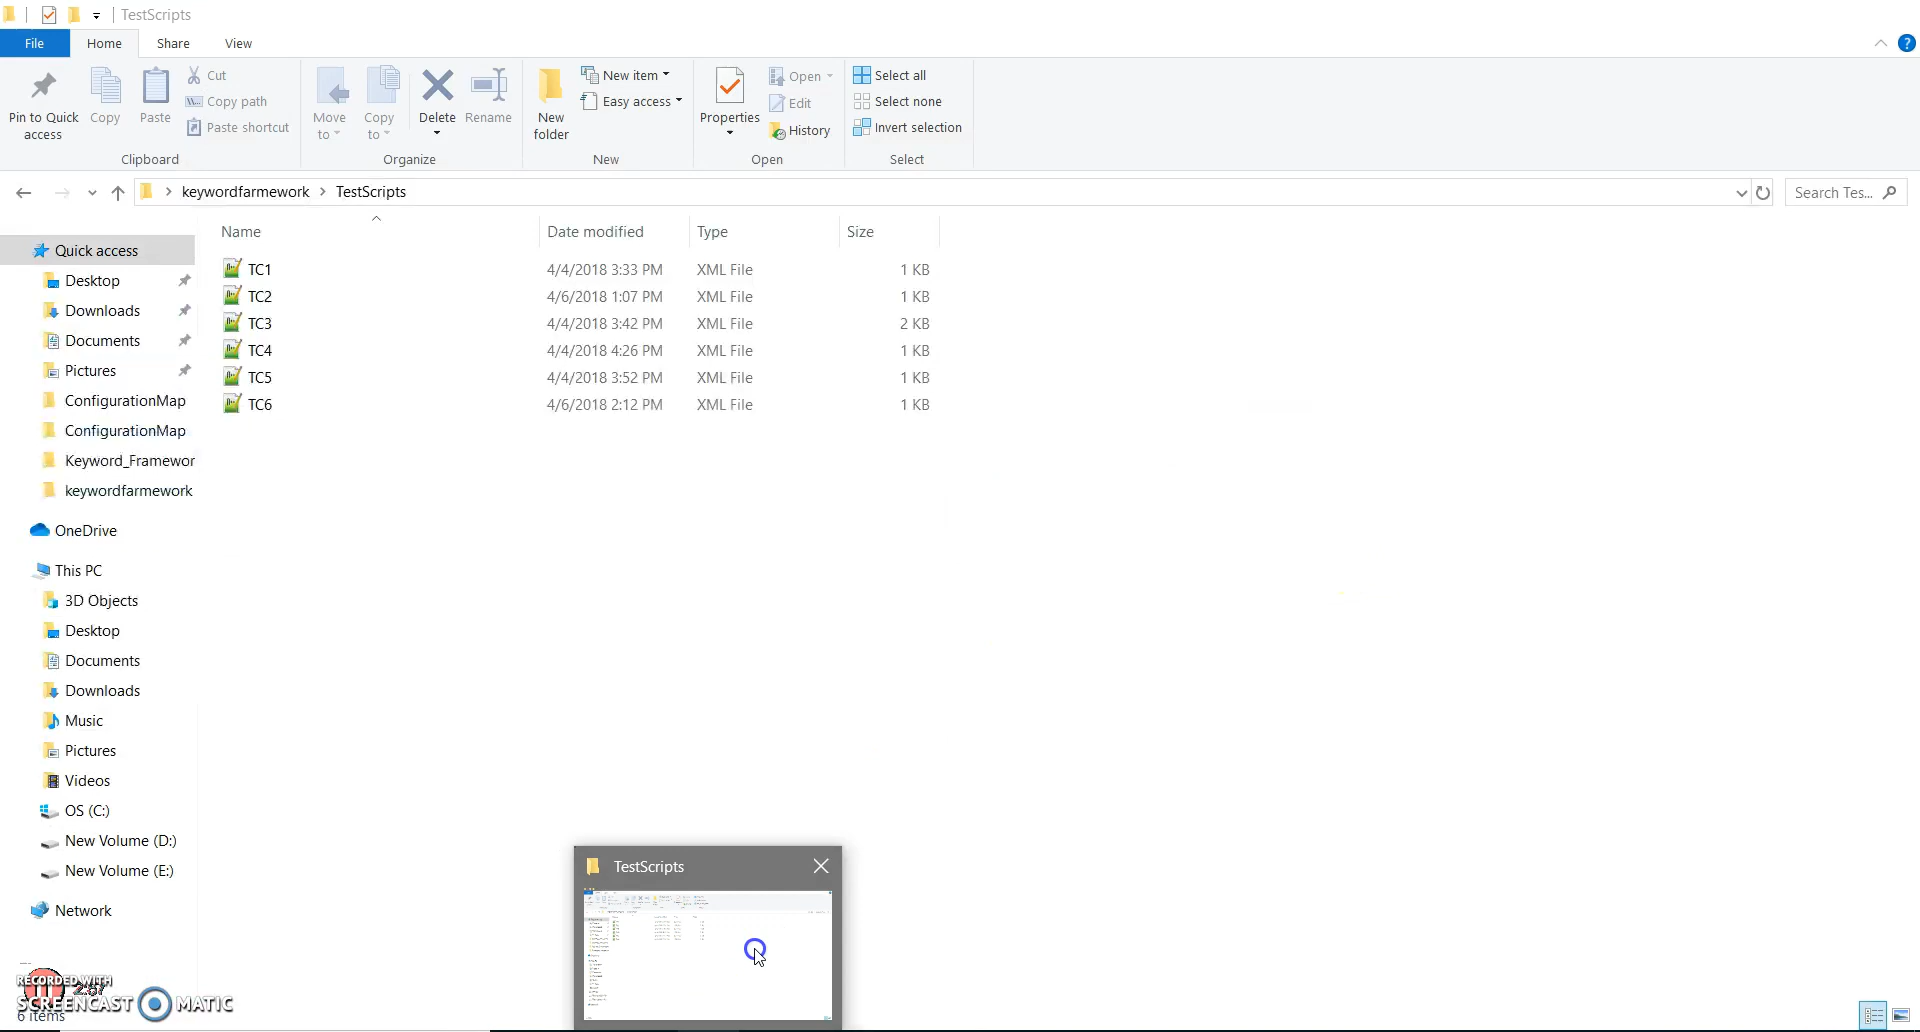 TestScripts
File Home Share View
Pin to Quick access
Copy
Paste
Cut
Copy path
Paste shortcut
Clipboard
Move to
Copy to
Delete
Rename
Organize
New folder
New item
Easy access
New
Properties
Open
Edit
History
Open
Select all
Select none
Invert selection
Select
keywordfarmework > TestScripts
Search Tes...
Name Date modified Type Size
TC1 4/4/2018 3:33 PM XML File 1 KB
TC2 4/6/2018 1:07 PM XML File 1 KB
TC3 4/4/2018 3:42 PM XML File 2 KB
TC4 4/4/2018 4:26 PM XML File 1 KB
TC5 4/4/2018 3:52 PM XML File 1 KB
TC6 4/6/2018 2:12 PM XML File 1 KB
Quick access
Desktop
Downloads
Documents
Pictures
ConfigurationMap
ConfigurationMap
Keyword_Framewor
keywordfarmework
OneDrive
This PC
3D Objects
Desktop
Documents
Downloads
Music
Pictures
Videos
OS (C:)
New Volume (D:)
New Volume (E:)
Network
TestScripts
RECORDED WITH
SCREENCAST MATIC
6 items